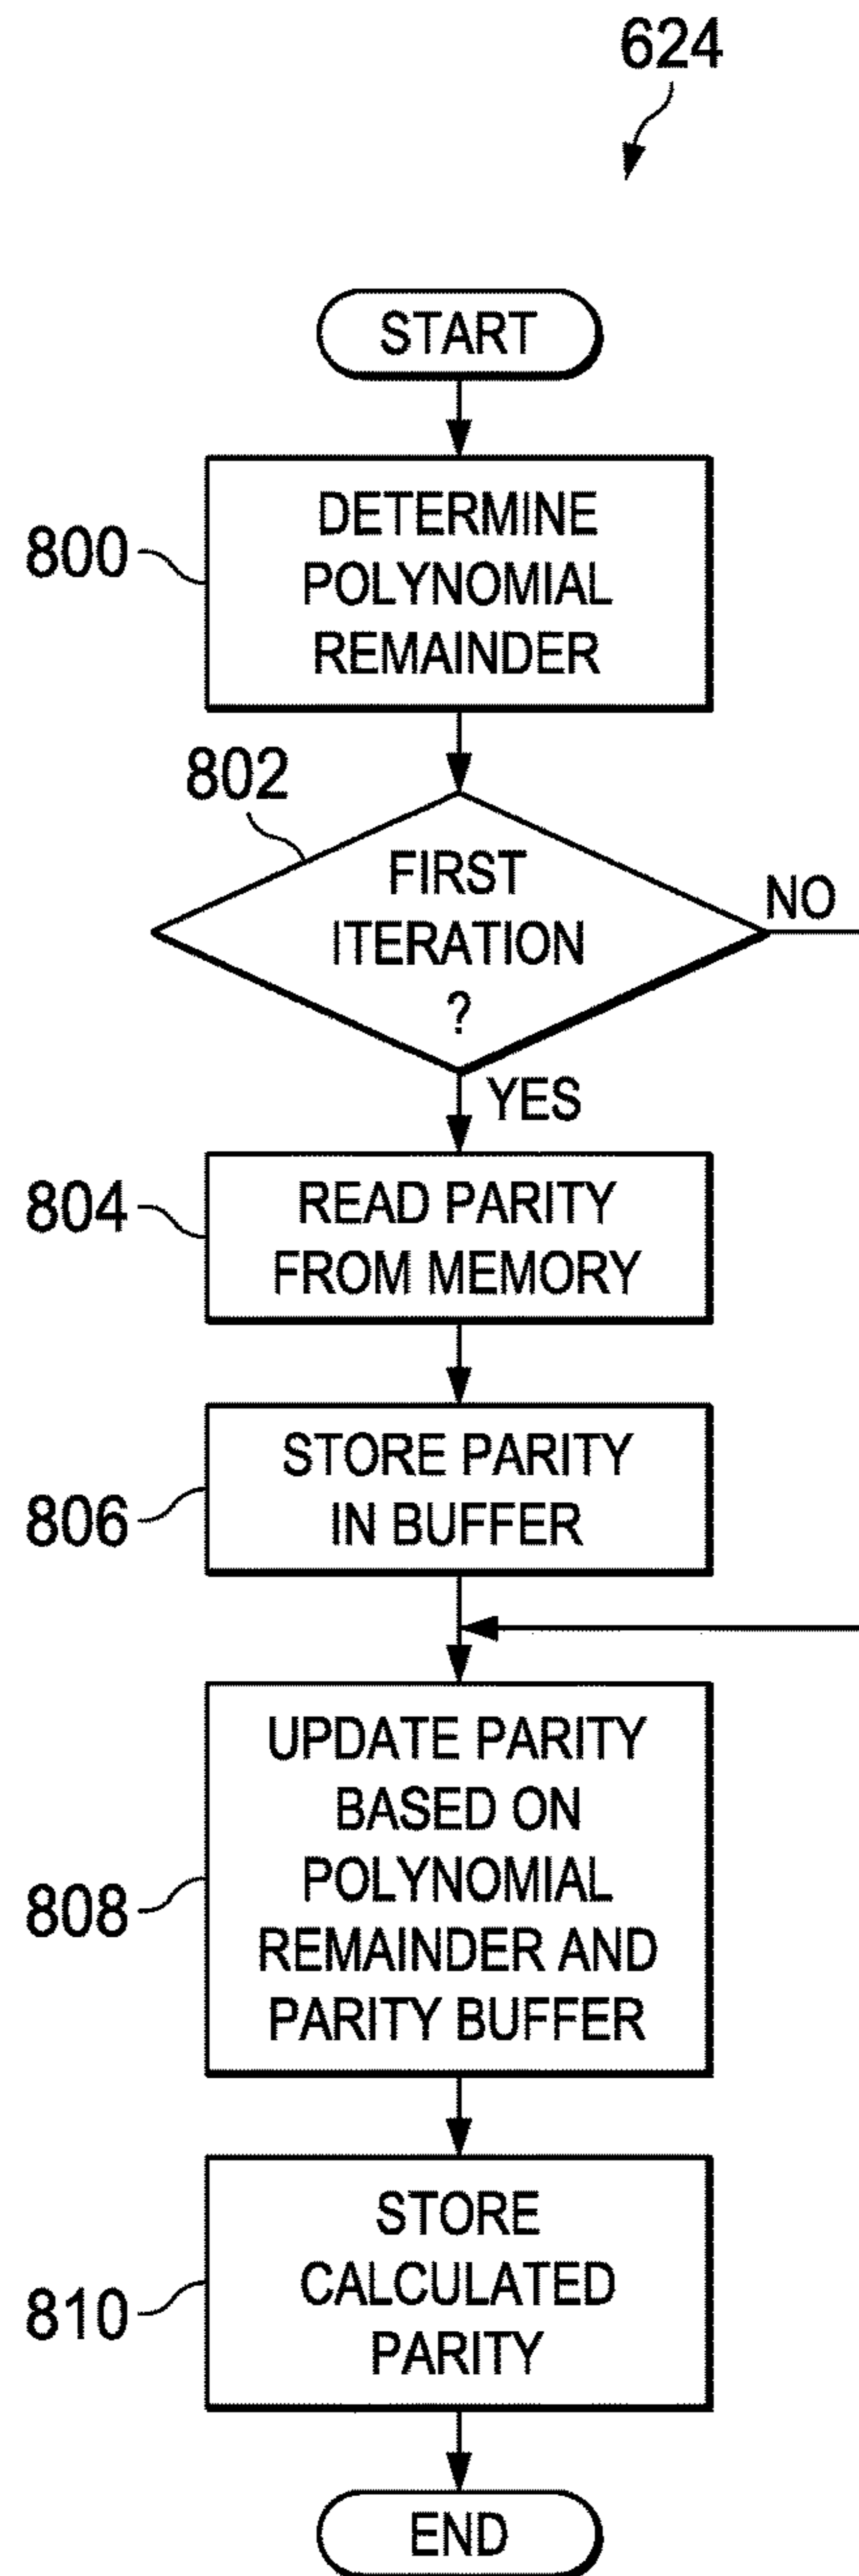 624
START
800
DETERMINE
POLYNOMIAL
REMAINDER
802
FIRST
ITERATION
?
NO
YES
804
READ PARITY
FROM MEMORY
806
STORE PARITY
IN BUFFER
808
UPDATE PARITY
BASED ON
POLYNOMIAL
REMAINDER AND
PARITY BUFFER
810
STORE
CALCULATED
PARITY
END